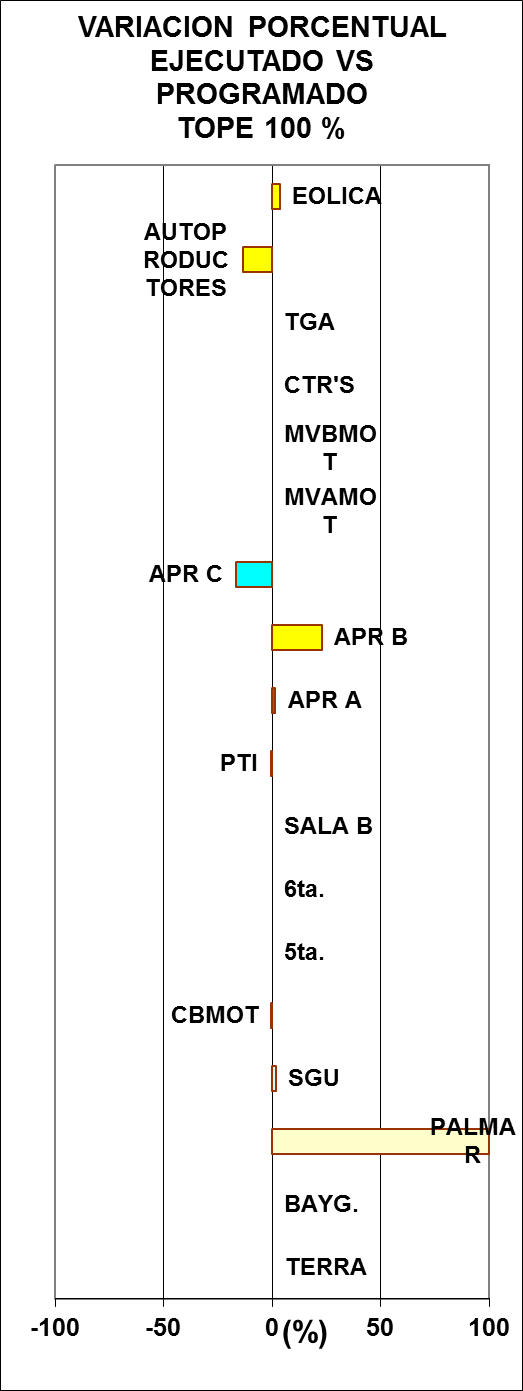 VARIACION PORCENTUAL
EJECUTADO VS
PROGRAMADO
TOPE 100 %
EOLICA
AUTOP
RODUC
TORES
TGA
CTR'S
MVBMO
T
MVAMO
T
APR C
APR B
APR A
PTI
SALA B
6ta.
5ta.
CBMOT
SGU
PALMA
R
BAYG.
TERRA
-100 -50 0 50 100
(%)